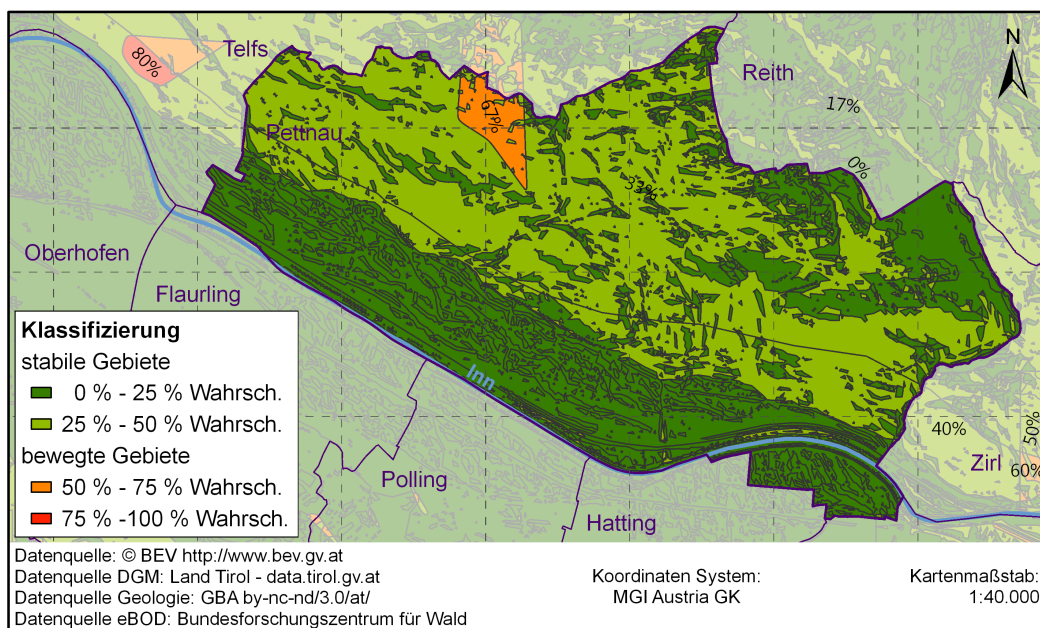 Telfs
80%
Reith
N
17%
67%
Pettnau
0%
33%
Oberhofen
Flaurling
Klassifizierung
stabile Gebiete
0 % - 25 % Wahrsch.
25 % - 50 % Wahrsch.
bewegte Gebiete
50 % - 75 % Wahrsch.
75 % -100 % Wahrsch.
Inn
40%
50%
60%
Zirl
Polling
Hatting
Datenquelle: © BEV http://www.bev.gv.at
Datenquelle DGM: Land Tirol - data.tirol.gv.at
Datenquelle Geologie: GBA by-nc-nd/3.0/at/
Datenquelle eBOD: Bundesforschungszentrum für Wald
Koordinaten System:
MGI Austria GK
Kartenmaßstab:
1:40.000